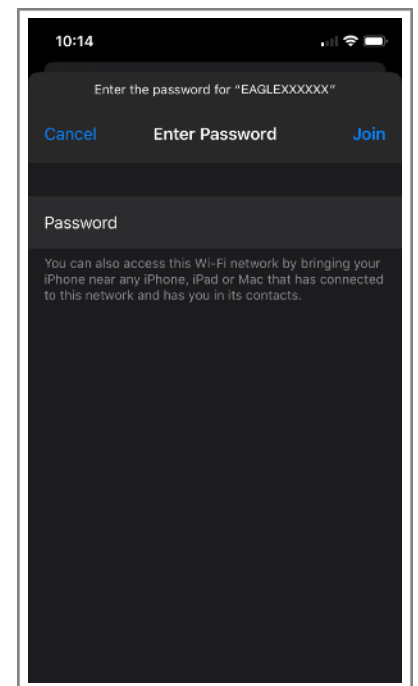 10:14
Enter the password for “EAGLEXXXXXX”
Cancel Enter Password Join
Password
You can also access this Wi-Fi network by bringing your
iPhone near any iPhone, iPad or Mac that has connected
to this network and has you in its contacts.